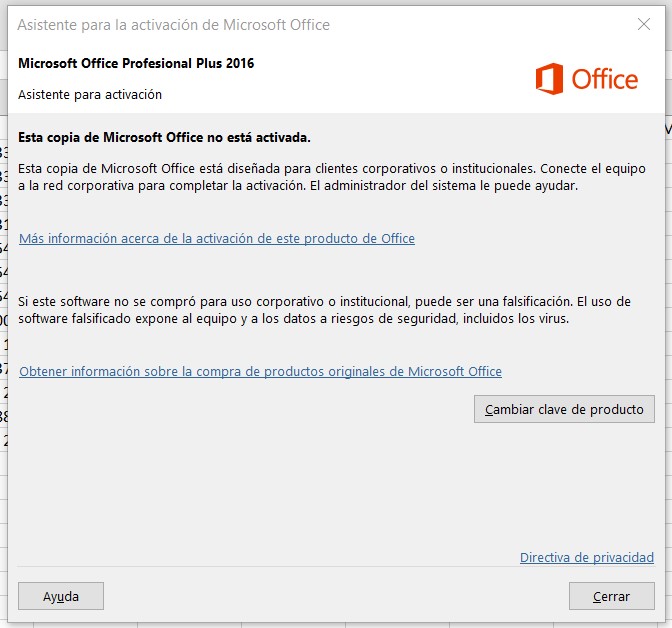 Asistente para la activación de Microsoft Office
Microsoft Office Profesional Plus 2016
Asistente para activación
Office
Esta copia de Microsoft Office no está activada.
Esta copia de Microsoft Office está diseñada para clientes corporativos o institucionales. Conecte el equipo
a la red corporativa para completar la activación. El administrador del sistema le puede ayudar.
Más información acerca de la activación de este producto de Office
Si este software no se compró para uso corporativo o institucional, puede ser una falsificación. El uso de
software falsificado expone al equipo y a los datos a riesgos de seguridad, incluidos los virus.
Obtener información sobre la compra de productos originales de Microsoft Office
Cambiar clave de producto
Directiva de privacidad
Ayuda
Cerrar